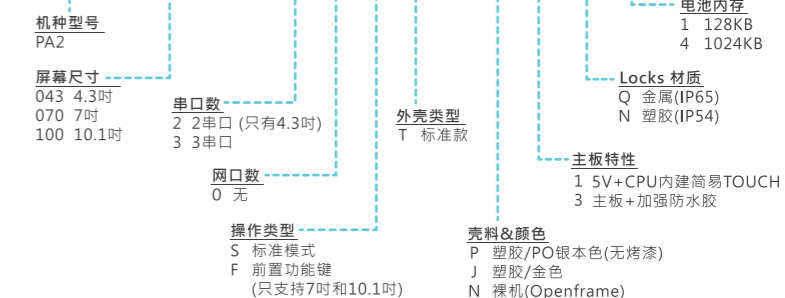 机种型号
PA2
屏幕尺寸
043 4.3吋
070 7吋
100 10.1吋
串口数
2 2串口 (只有4.3吋)
3 3串口
网口数
0 无
操作类型
S 标准模式
F 前置功能键
(只支持7吋和10.1吋)
外壳类型
T 标准款
壳料&颜色
P 塑胶/PO银本色(无烤漆)
J 塑胶/金色
N 裸机(Openframe)
主板特性
1 5V+CPU内建简易TOUCH
3 主板+加强防水胶
Locks 材质
Q 金属(IP65)
N 塑胶(IP54)
电池内存
1 128KB
4 1024KB